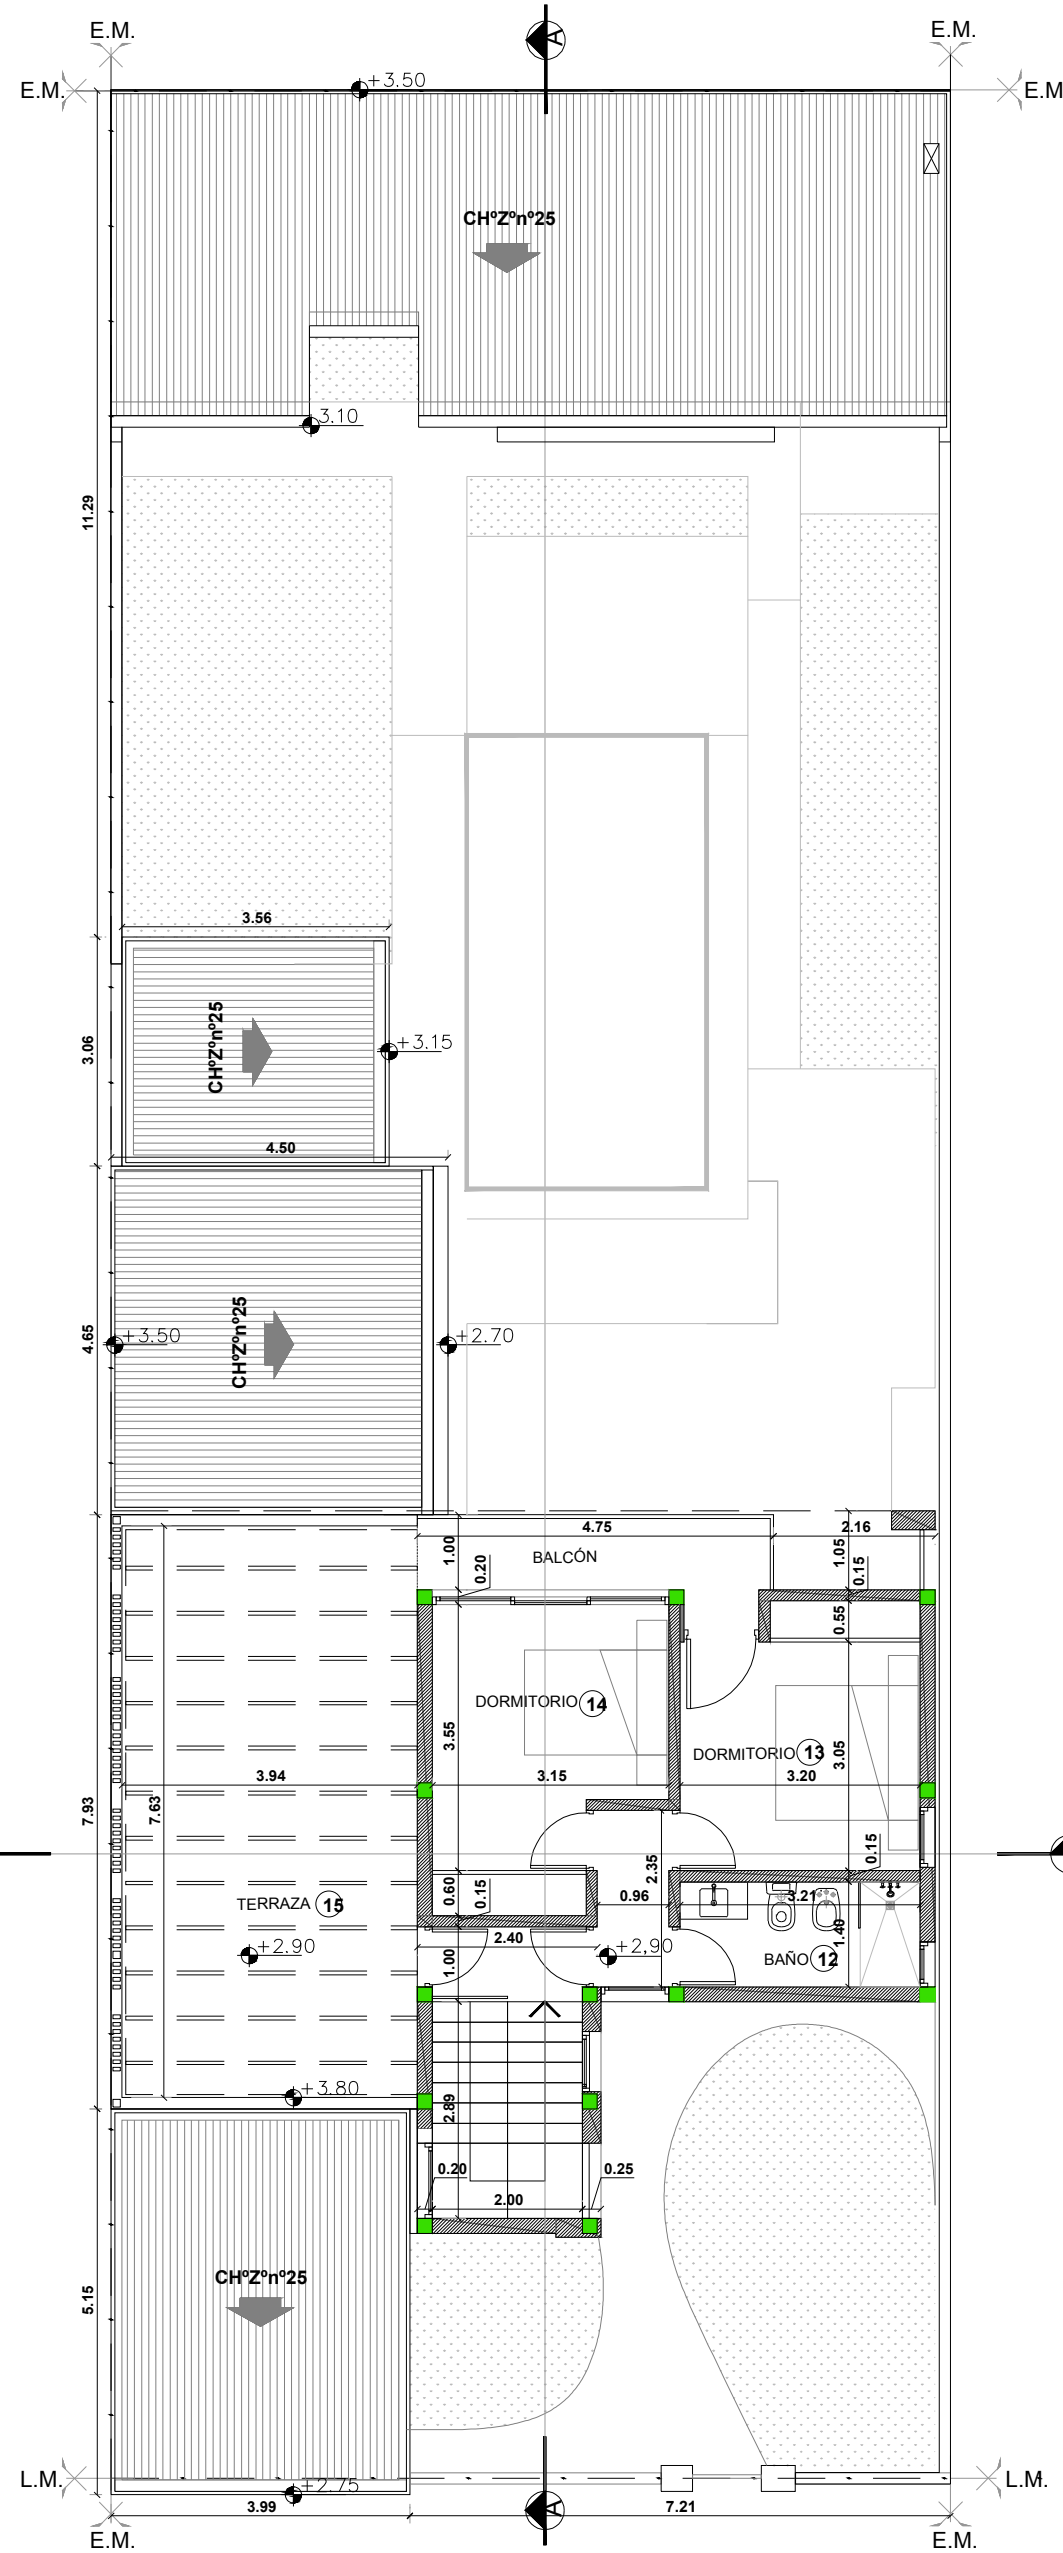 E.M.
E.M.
A
E.M.
+3.50
E.M
CHºZºnº25
3.10
11.29
3.56
CHºZºnº25
+3.15
3.06
4.50
CHºZºnº25
+3.50
+2.70
4.65
4.75
2.16
1.00
0.20
BALCÓN
1.05
0.15
0.55
DORMITORIO 14
3.55
DORMITORIO 13
3.05
3.94
3.15
3.20
7.93
7.63
2.35
0.15
0.60
0.15
0.96
3.21
TERRAZA 15
2.40
1.40
+2.90
1.00
+2,90
BAÑO 12
+3.80
2.89
0.20
0.25
2.00
CHºZºnº25
5.15
L.M.
+2.75
L.M.
3.99
A
7.21
E.M.
E.M.